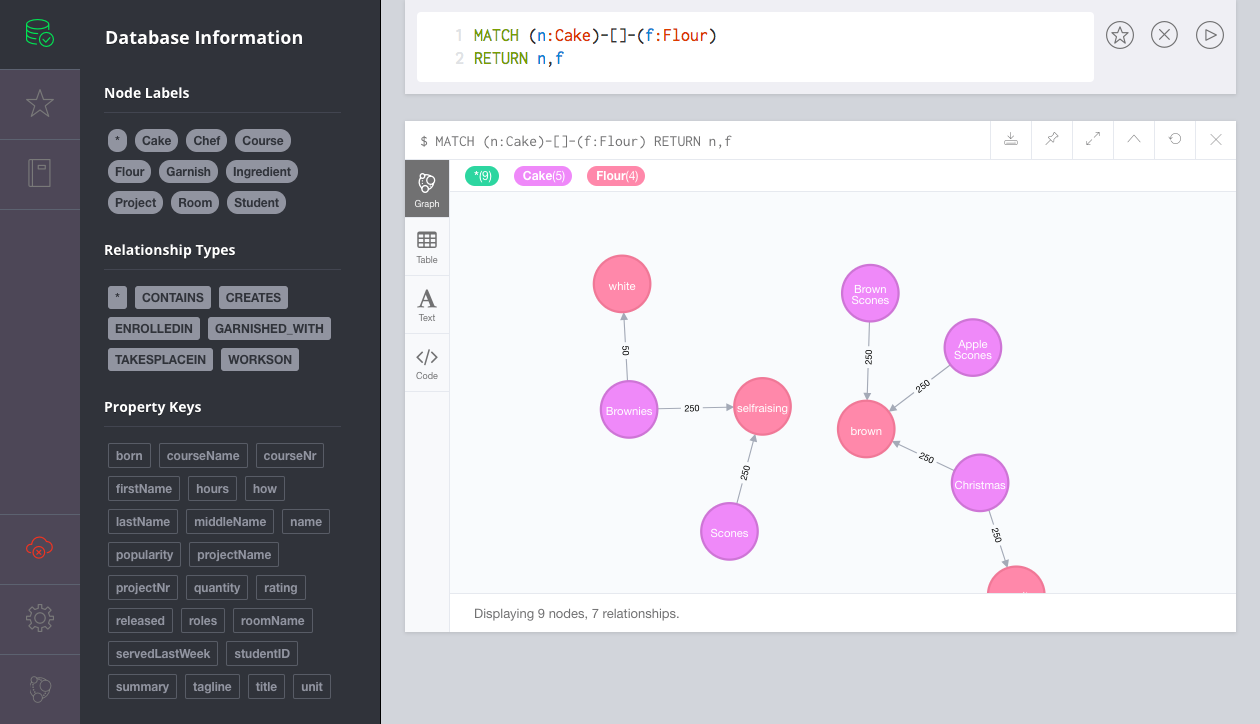 Database Information
Node Labels
* Cake Chef Course
Flour Garnish Ingredient
Project Room Student
Relationship Types
* CONTAINS CREATES
ENROLLEDIN GARNISHED_WITH
TAKESPLACEIN WORKSON
Property Keys
born courseName courseNr
firstName hours how
lastName middleName name
popularity projectName
projectNr quantity rating
released roles roomName
servedLastWeek studentID
summary tagline title unit
1 MATCH (n:Cake)-[]-(f:Flour)
2 RETURN n,f
$ MATCH (n:Cake)-[]-(f:Flour) RETURN n,f
*(9) Cake(5) Flour(4)
Graph
Table
Text
Code
white
50
Brownies
250
selfraising
250
Scones
Brown
Scones
250
Apple
Scones
250
brown
250
Christmas
250
Displaying 9 nodes, 7 relationships.